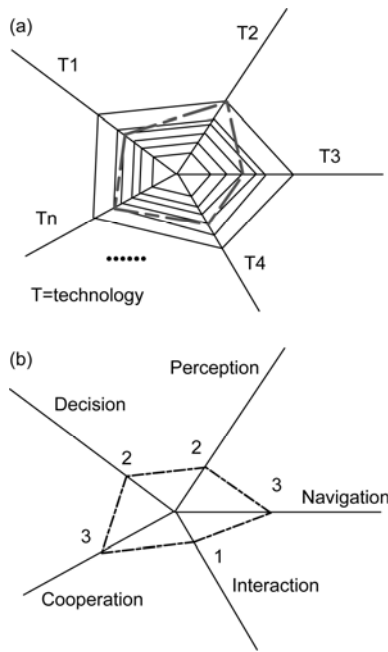 (a)
T2
T1
T3
Tn
T4
••••••
T=technology
(b)
Perception
Decision
2
2
3
Navigation
3
1
Interaction
Cooperation